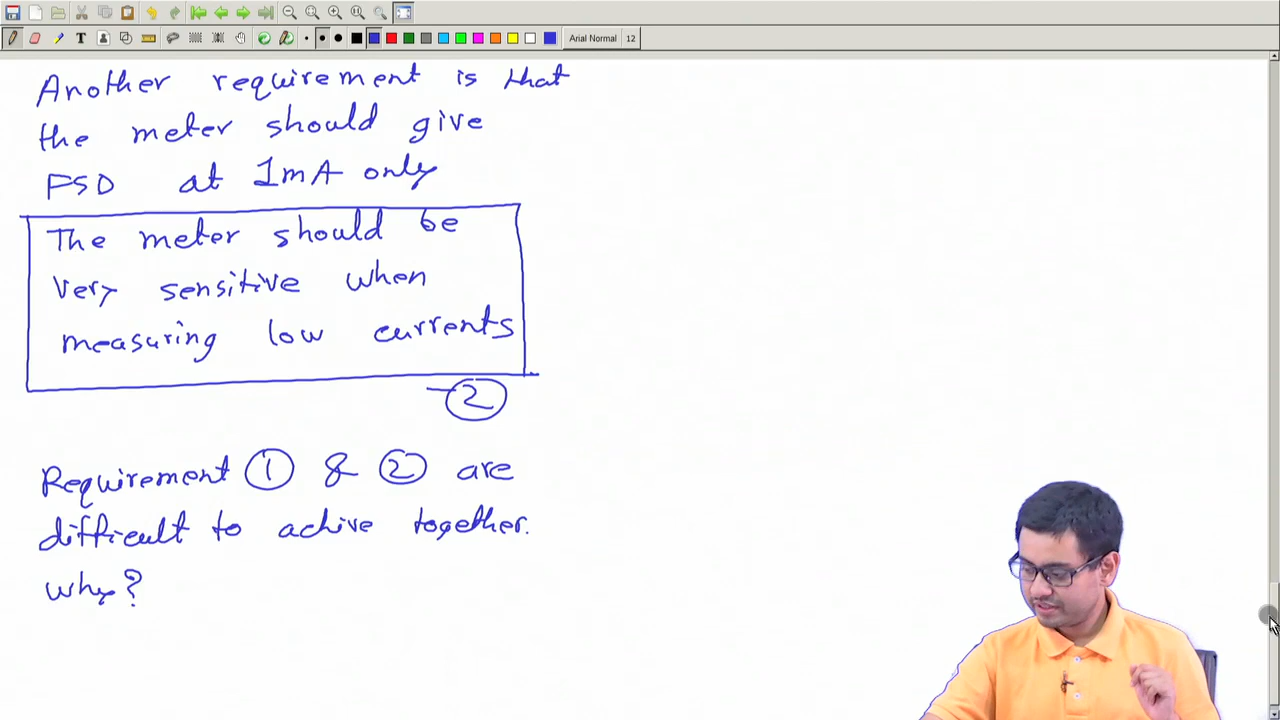 Arial Normal 12
Another requirement is that
the meter should give
FSD at 1mA only
The meter should be
very sensitive when
measuring low currents
-2
Requirement 1 & 2 are
difficult to achive together.
why?